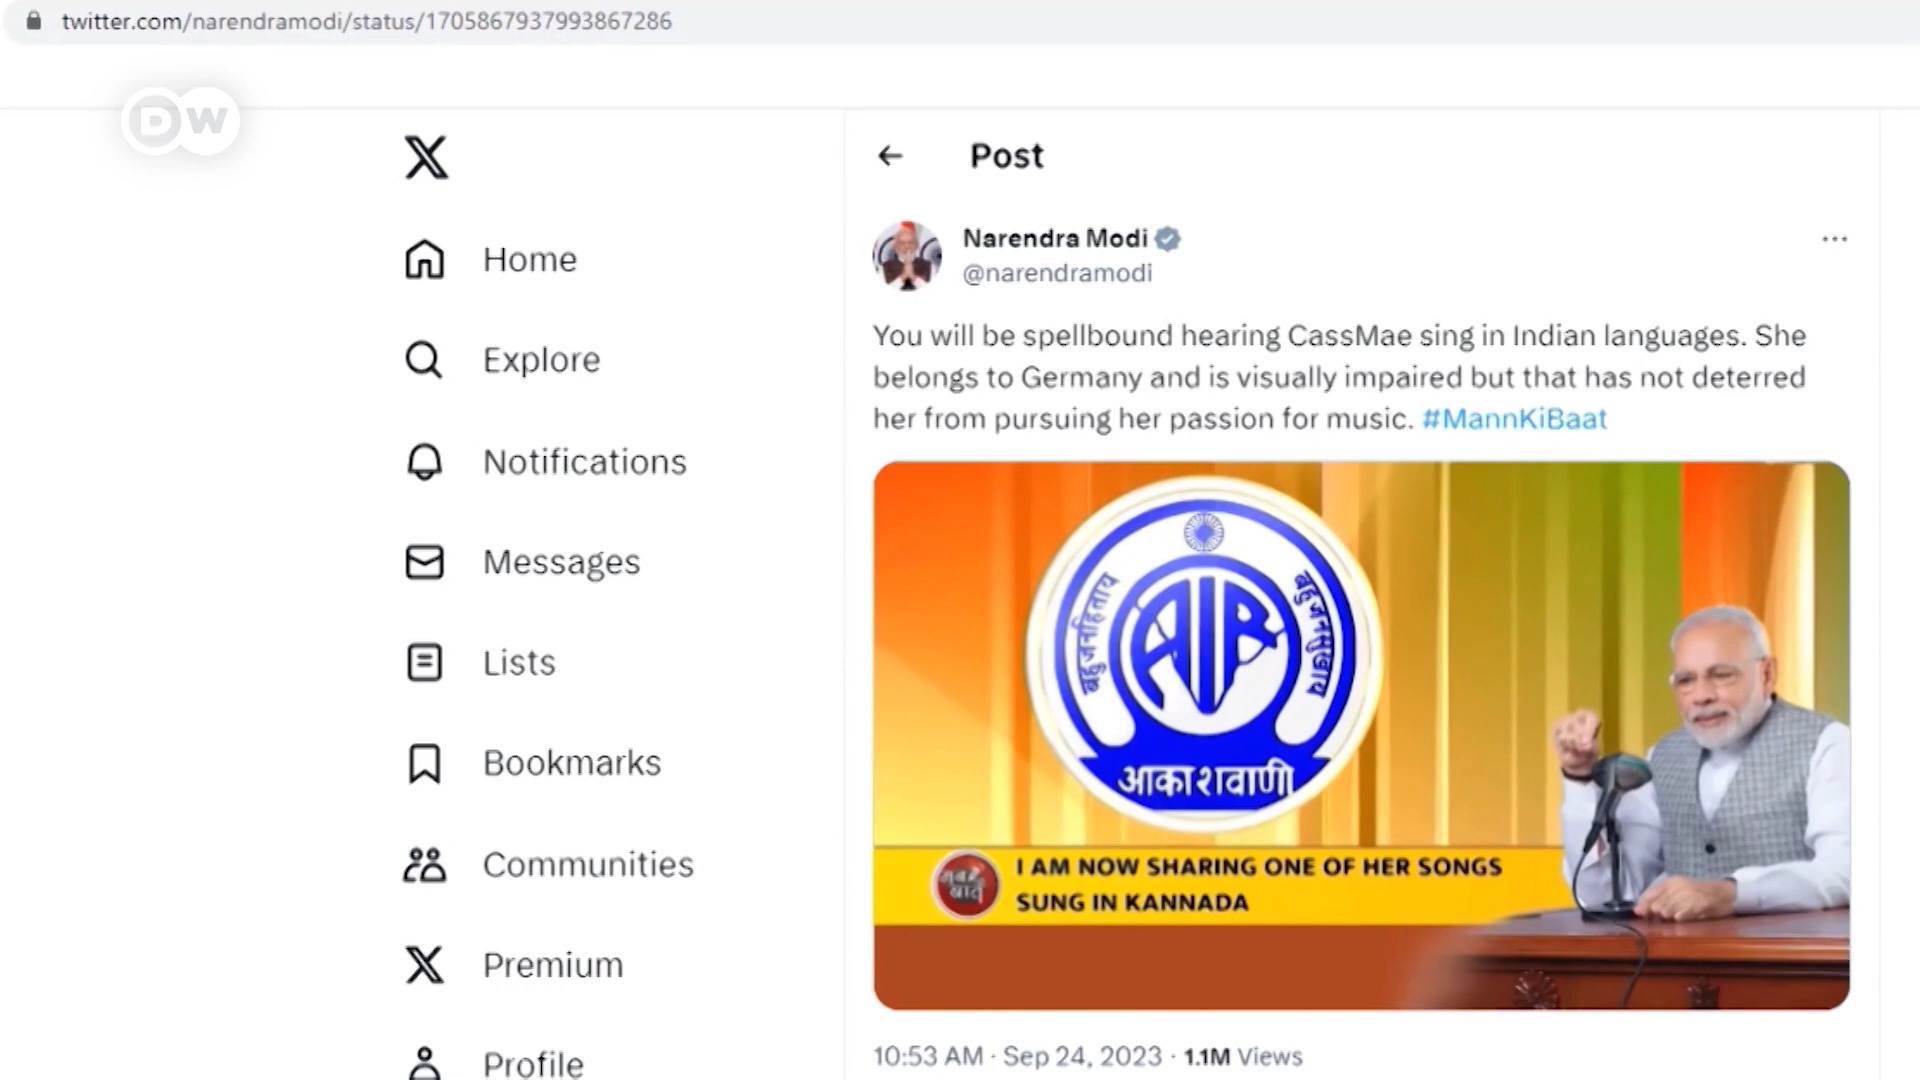 twitter.com/narendramodi/status/1705867937993867286
DW
X
Home
Explore
Notifications
Messages
Lists
Bookmarks
Communities
Premium
Profile
Post
Narendra Modi
@narendramodi
You will be spellbound hearing CassMae sing in Indian languages. She
belongs to Germany and is visually impaired but that has not deterred
her from pursuing her passion for music. #MannKiBaat
बहुजनहिताय
बहुजनसुखाय
AIR
आकाशवाणी
I AM NOW SHARING ONE OF HER SONGS
SUNG IN KANNADA
10:53 AM · Sep 24, 2023 · 1.1M Views